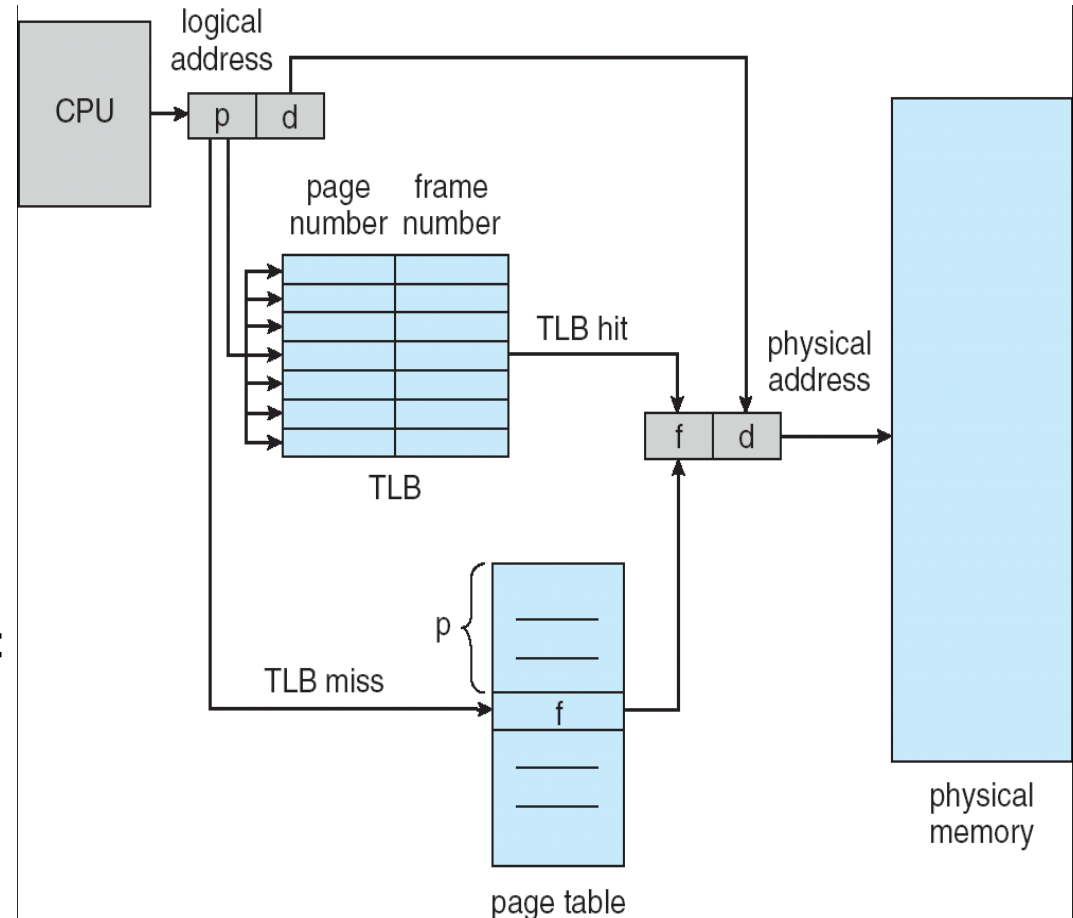 logical
address
CPU
p
d
page
number
frame
number
TLB hit
physical
address
f
d
TLB
p
TLB miss
f
physical
memory
page table